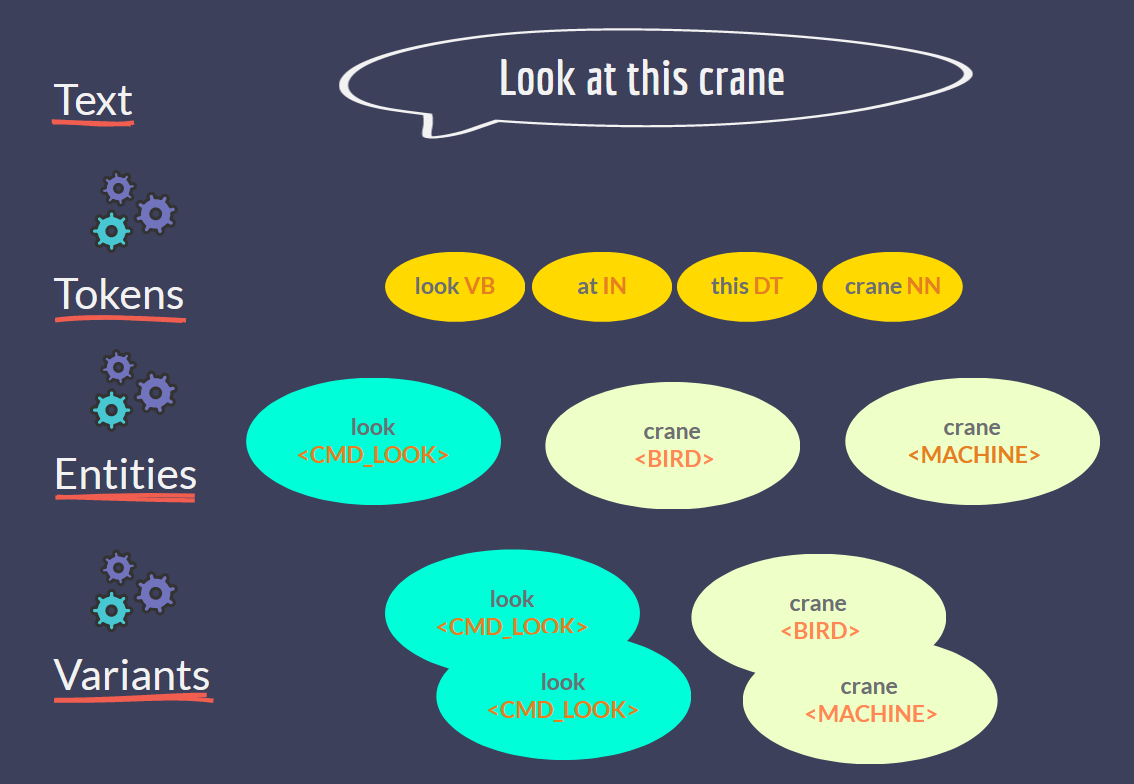 Text
Look at this crane
Tokens
look VB
at IN
this DT
crane NN
Entities
look
<CMD_LOOK>
crane
<BIRD>
crane
<MACHINE>
Variants
look
<CMD_LOOK>
crane
<BIRD>
look
<CMD_LOOK>
crane
<MACHINE>